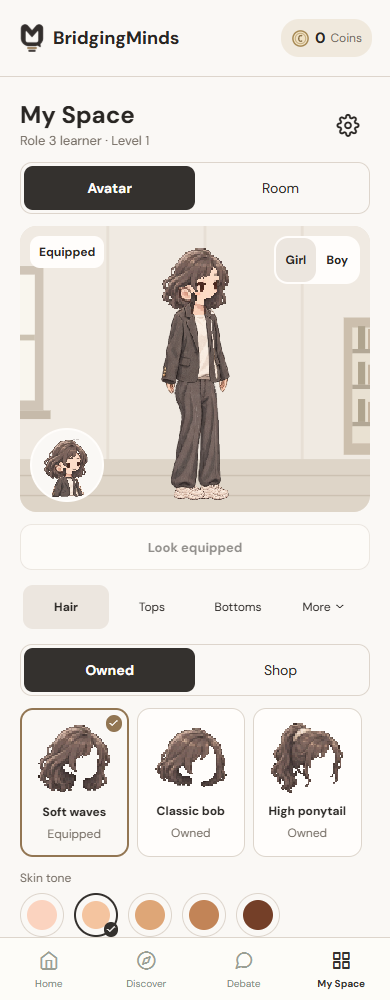 BridgingMinds
0 Coins
My Space
Role 3 learner · Level 1
Avatar
Room
Equipped
Girl
Boy
Look equipped
Hair
Tops
Bottoms
More
Owned
Shop
Soft waves
Equipped
Classic bob
Owned
High ponytail
Owned
Skin tone
Home
Discover
Debate
My Space